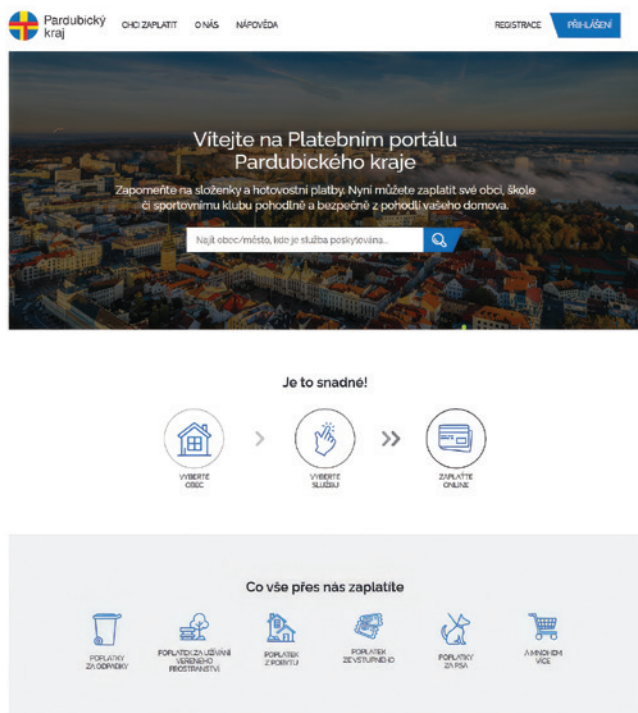 Pardubický
kraj
CHCI ZAPLATIT O NÁS NÁPOVĚDA
REGISTRACE PŘIHLÁŠENÍ
Vítejte na Platebním portálu
Pardubického kraje
Zapomeňte na složenky a hotovostní platby. Nyní můžete zaplatit své obci, škole
či sportovnímu klubu pohodlně a bezpečně z pohodlí vašeho domova.
Najít obec/město, kde je služba poskytována...
Je to snadné!
VYBERTE
OBEC
VYBERTE
SLUŽBU
ZAPLAŤTE
ONLINE
Co vše přes nás zaplatíte
POPLATKY
ZA ODPADKY
POPLATEK ZA UŽÍVÁNÍ
VEŘEJNÉHO
PROSTRANSTVÍ
POPLATEK
Z POBYTU
POPLATEK
ZE VSTUPNÉHO
POPLATKY
ZA PSA
A MNOHEM
VÍCE